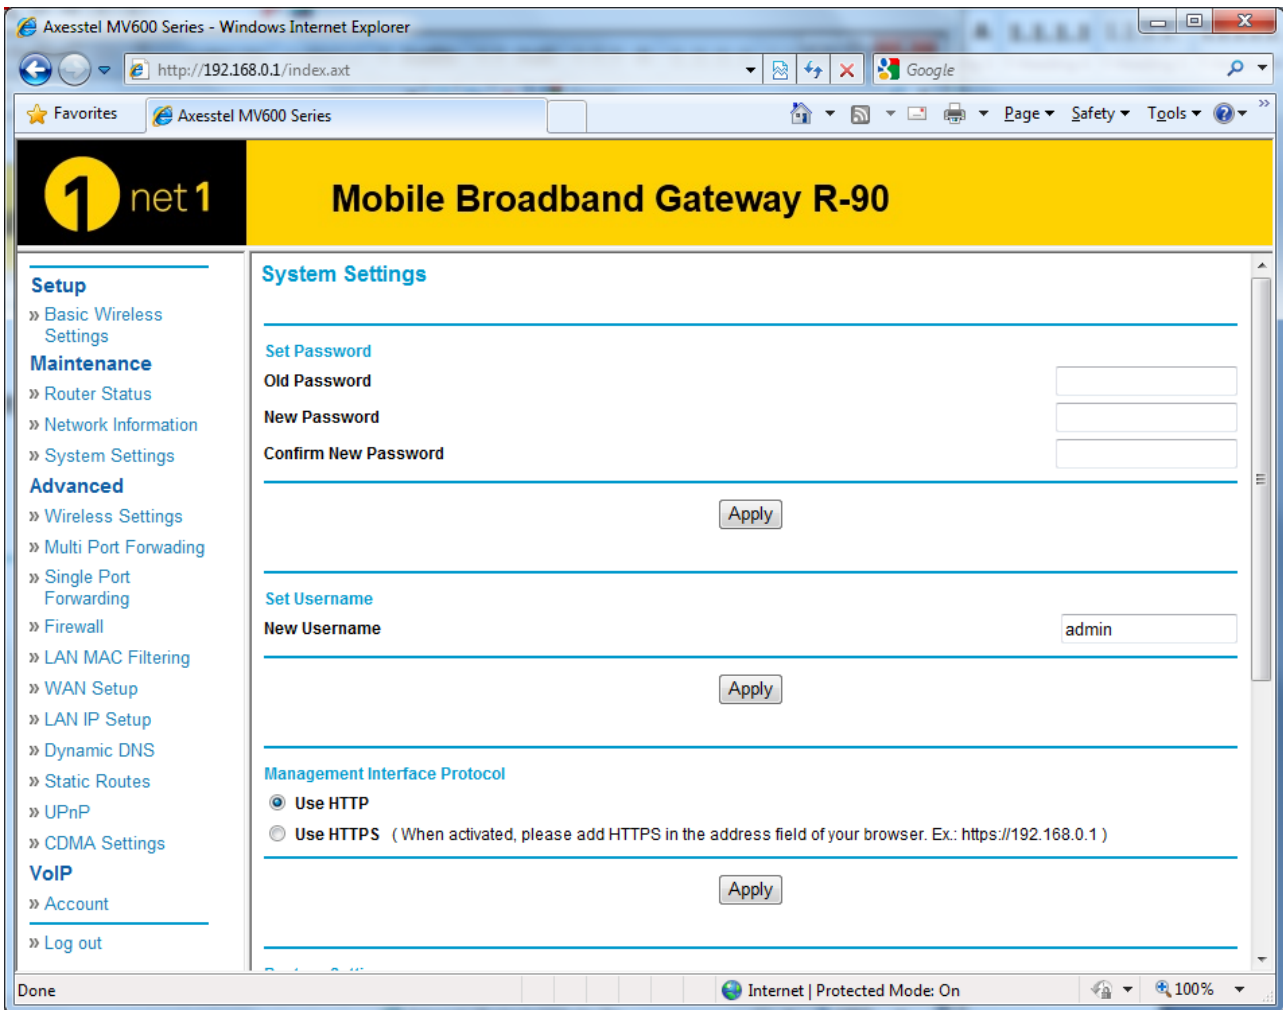 Axesstel MV600 Series - Windows Internet Explorer
http://192.168.0.1/index.axt
Google
Favorites
Axesstel MV600 Series
Page
Safety
Tools
1 net1
Mobile Broadband Gateway R-90
Setup
» Basic Wireless
Settings
Maintenance
» Router Status
» Network Information
» System Settings
Advanced
» Wireless Settings
» Multi Port Forwading
» Single Port
Forwarding
» Firewall
» LAN MAC Filtering
» WAN Setup
» LAN IP Setup
» Dynamic DNS
» Static Routes
» UPnP
» CDMA Settings
VoIP
» Account
» Log out
System Settings
Set Password
Old Password
New Password
Confirm New Password
Apply
Set Username
New Username admin
Apply
Management Interface Protocol
Use HTTP
Use HTTPS ( When activated, please add HTTPS in the address field of your browser. Ex.: https://192.168.0.1 )
Apply
Done
Internet | Protected Mode: On
100%